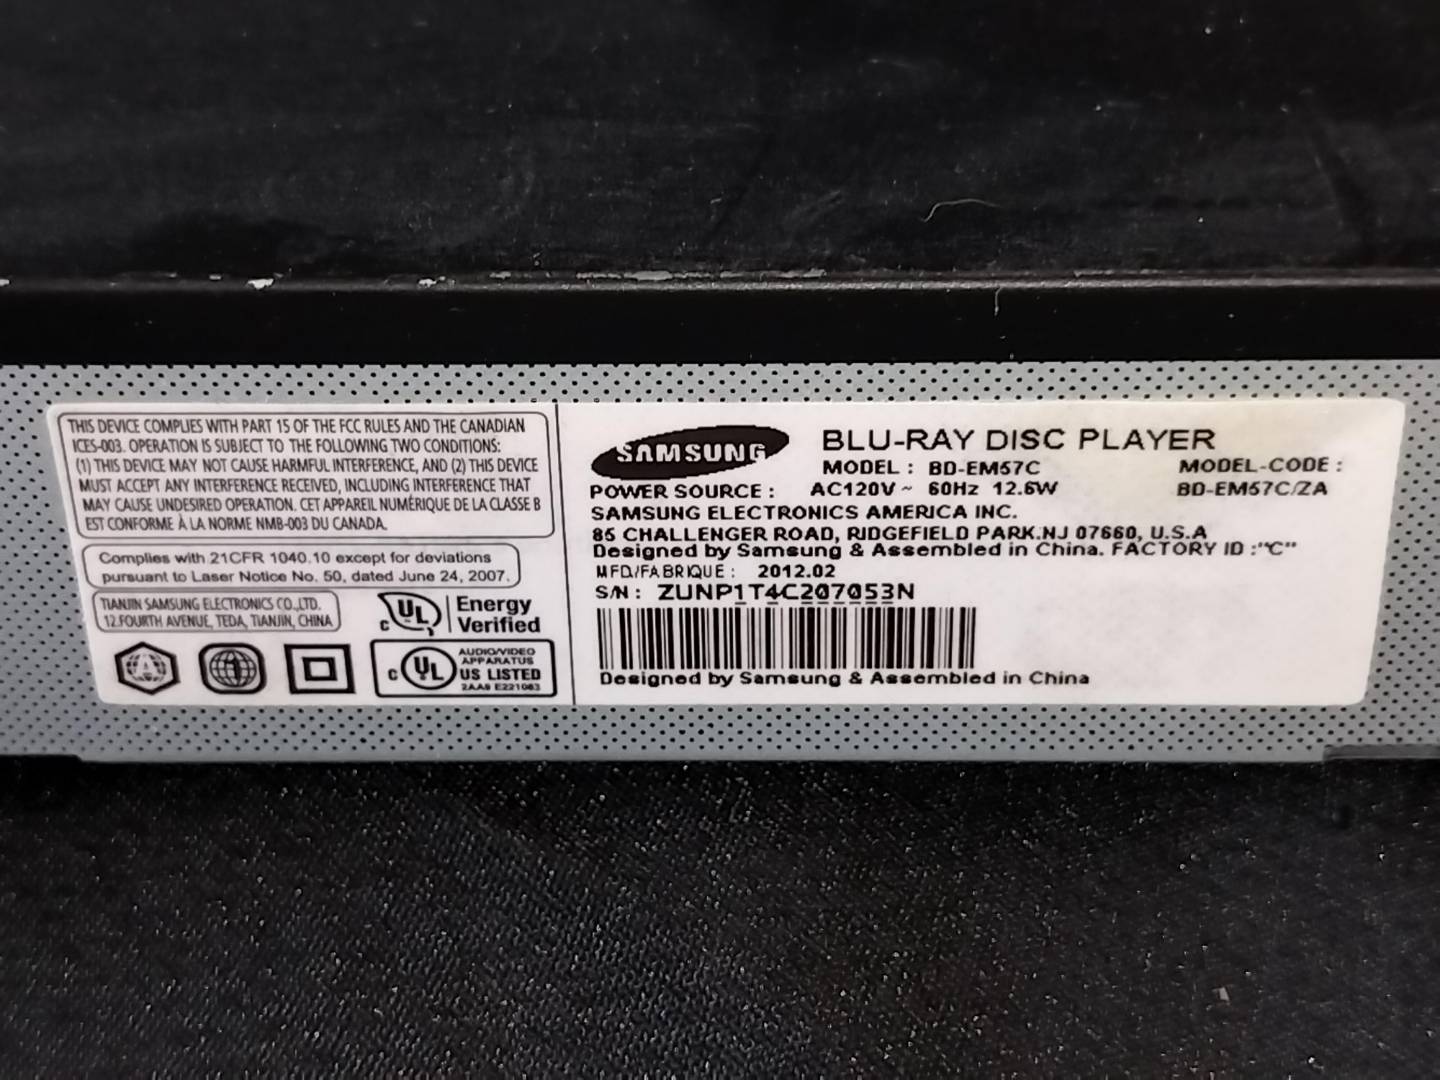 THIS DEVICE COMPLIES WITH PART 15 OF THE FCC RULES AND THE CANADIAN
ICES-003. OPERATION IS SUBJECT TO THE FOLLOWING TWO CONDITIONS:
(1) THIS DEVICE MAY NOT CAUSE HARMFUL INTERFERENCE, AND (2) THIS DEVICE
MUST ACCEPT ANY INTERFERENCE RECEIVED, INCLUDING INTERFERENCE THAT
MAY CAUSE UNDESIRED OPERATION. CET APPAREIL NUMÉRIQUE DE LA CLASSE B
EST CONFORME À LA NORME NMB-003 DU CANADA.
Complies with 21CFR 1040.10 except for deviations
pursuant to Laser Notice No. 50, dated June 24, 2007.
TIANJIN SAMSUNG ELECTRONICS CO.,LTD.
12.FOURTH AVENUE, TEDA, TIANJIN, CHINA
c UL Energy
Verified
c UL AUDIO/VIDEO
APPARATUS
US LISTED
2AA9 E221083
SAMSUNG
BLU-RAY DISC PLAYER
MODEL : BD-EM57C MODEL-CODE :
POWER SOURCE : AC120V ~ 60Hz 12.6W BD-EM57C/ZA
SAMSUNG ELECTRONICS AMERICA INC.
85 CHALLENGER ROAD, RIDGEFIELD PARK.NJ 07660, U.S.A
Designed by Samsung & Assembled in China. FACTORY ID :"C"
MFD/FABRIQUE : 2012.02
S/N : ZUNP1T4C207053N
Designed by Samsung & Assembled in China